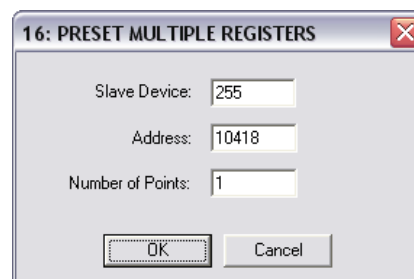 16: PRESET MULTIPLE REGISTERS
Slave Device: 255
Address: 10418
Number of Points: 1
OK Cancel